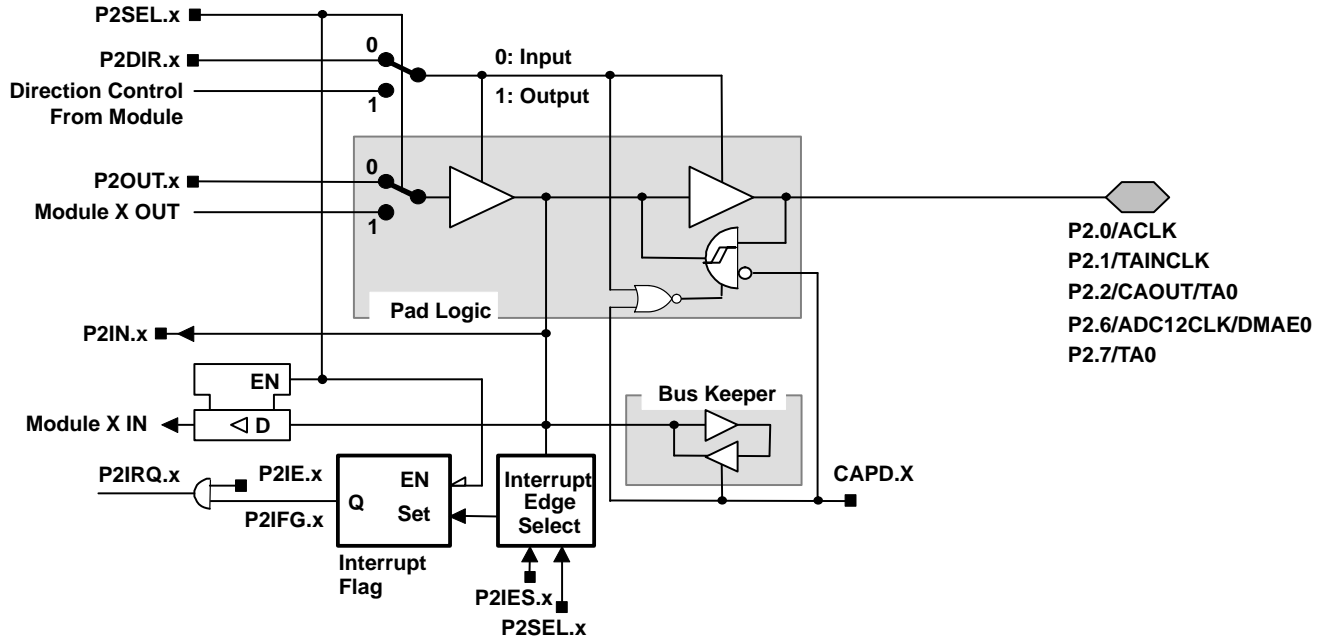 P2SEL.x
P2DIR.x
0
0: Input
Direction Control
From Module
1
1: Output
P2OUT.x
0
Module X OUT
1
Pad Logic
P2.0/ACLK
P2.1/TAINCLK
P2.2/CAOUT/TA0
P2.6/ADC12CLK/DMAE0
P2.7/TA0
P2IN.x
EN
Bus Keeper
Module X IN
D
CAPD.X
P2IRQ.x
P2IE.x
P2IFG.x
EN
Q
Set
Interrupt
Edge
Select
Interrupt
Flag
P2IES.x
P2SEL.x